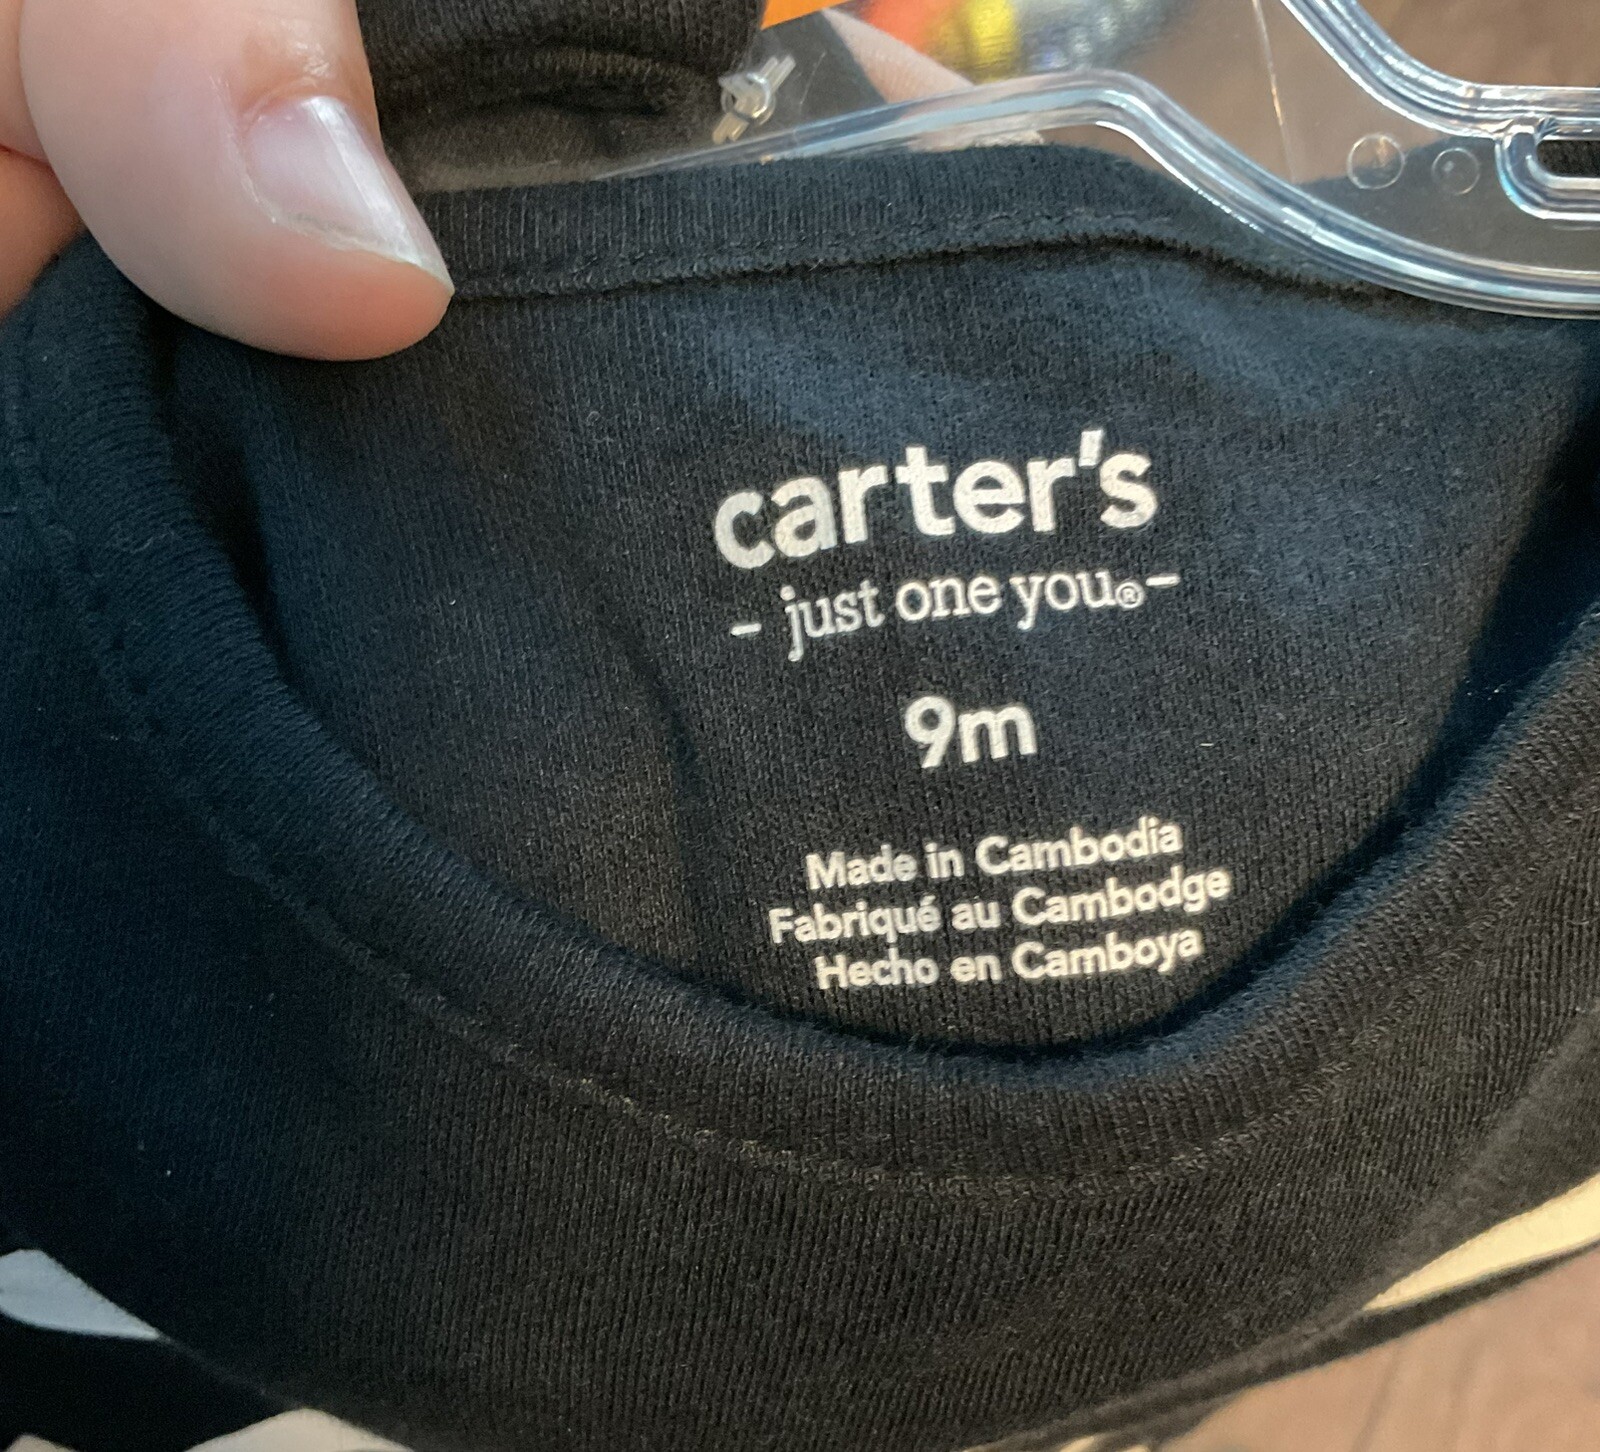 carter's
- just one you® -
9m
Made in Cambodia
Fabriqué au Cambodge
Hecho en Camboya